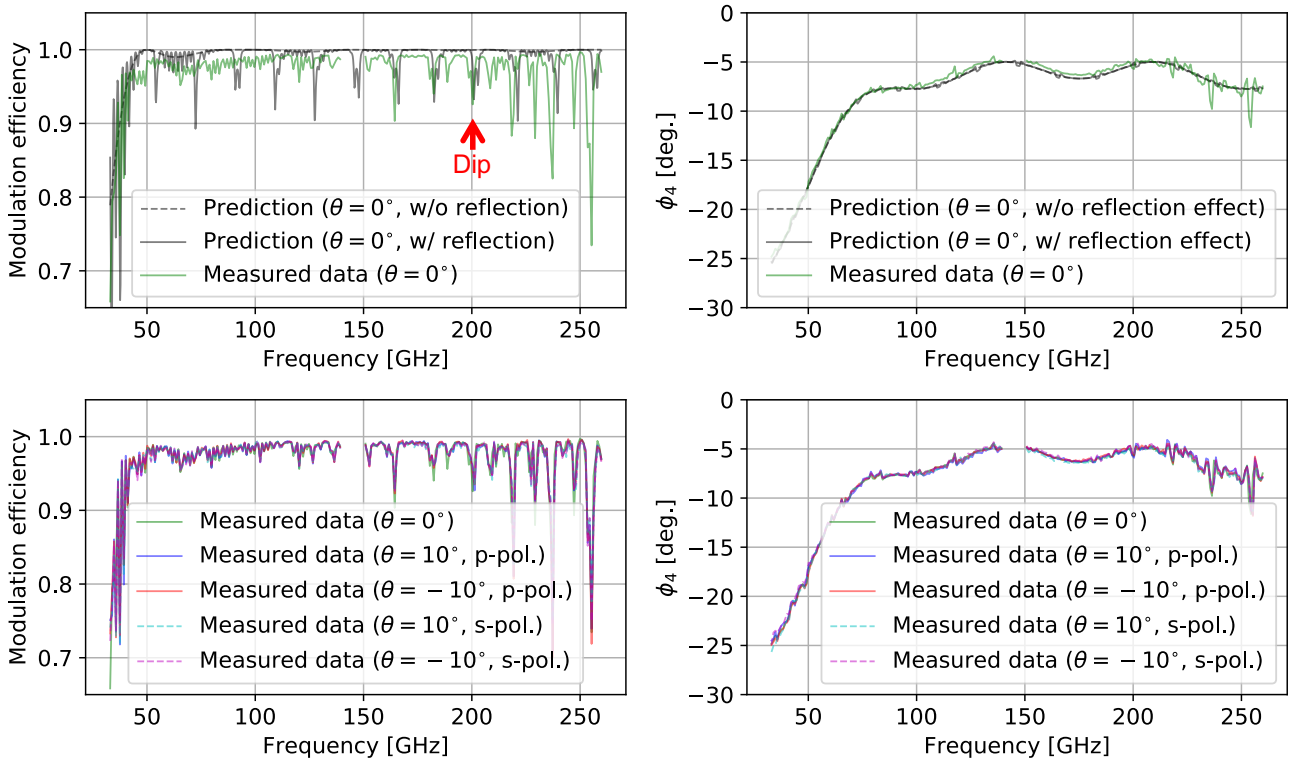 Modulation efficiency
1.0
0.9
0.8
0.7
Dip
Prediction (θ = 0°, w/o reflection)
Prediction (θ = 0°, w/ reflection)
Measured data (θ = 0°)
50 100 150 200 250
Frequency [GHz]
ϕ₄ [deg.]
0
−5
−10
−15
−20
−25
−30
Prediction (θ = 0°, w/o reflection effect)
Prediction (θ = 0°, w/ reflection effect)
Measured data (θ = 0°)
50 100 150 200 250
Frequency [GHz]
Modulation efficiency
1.0
0.9
0.8
0.7
Measured data (θ = 0°)
Measured data (θ = 10°, p-pol.)
Measured data (θ = −10°, p-pol.)
Measured data (θ = 10°, s-pol.)
Measured data (θ = −10°, s-pol.)
50 100 150 200 250
Frequency [GHz]
ϕ₄ [deg.]
0
−5
−10
−15
−20
−25
−30
Measured data (θ = 0°)
Measured data (θ = 10°, p-pol.)
Measured data (θ = −10°, p-pol.)
Measured data (θ = 10°, s-pol.)
Measured data (θ = −10°, s-pol.)
50 100 150 200 250
Frequency [GHz]